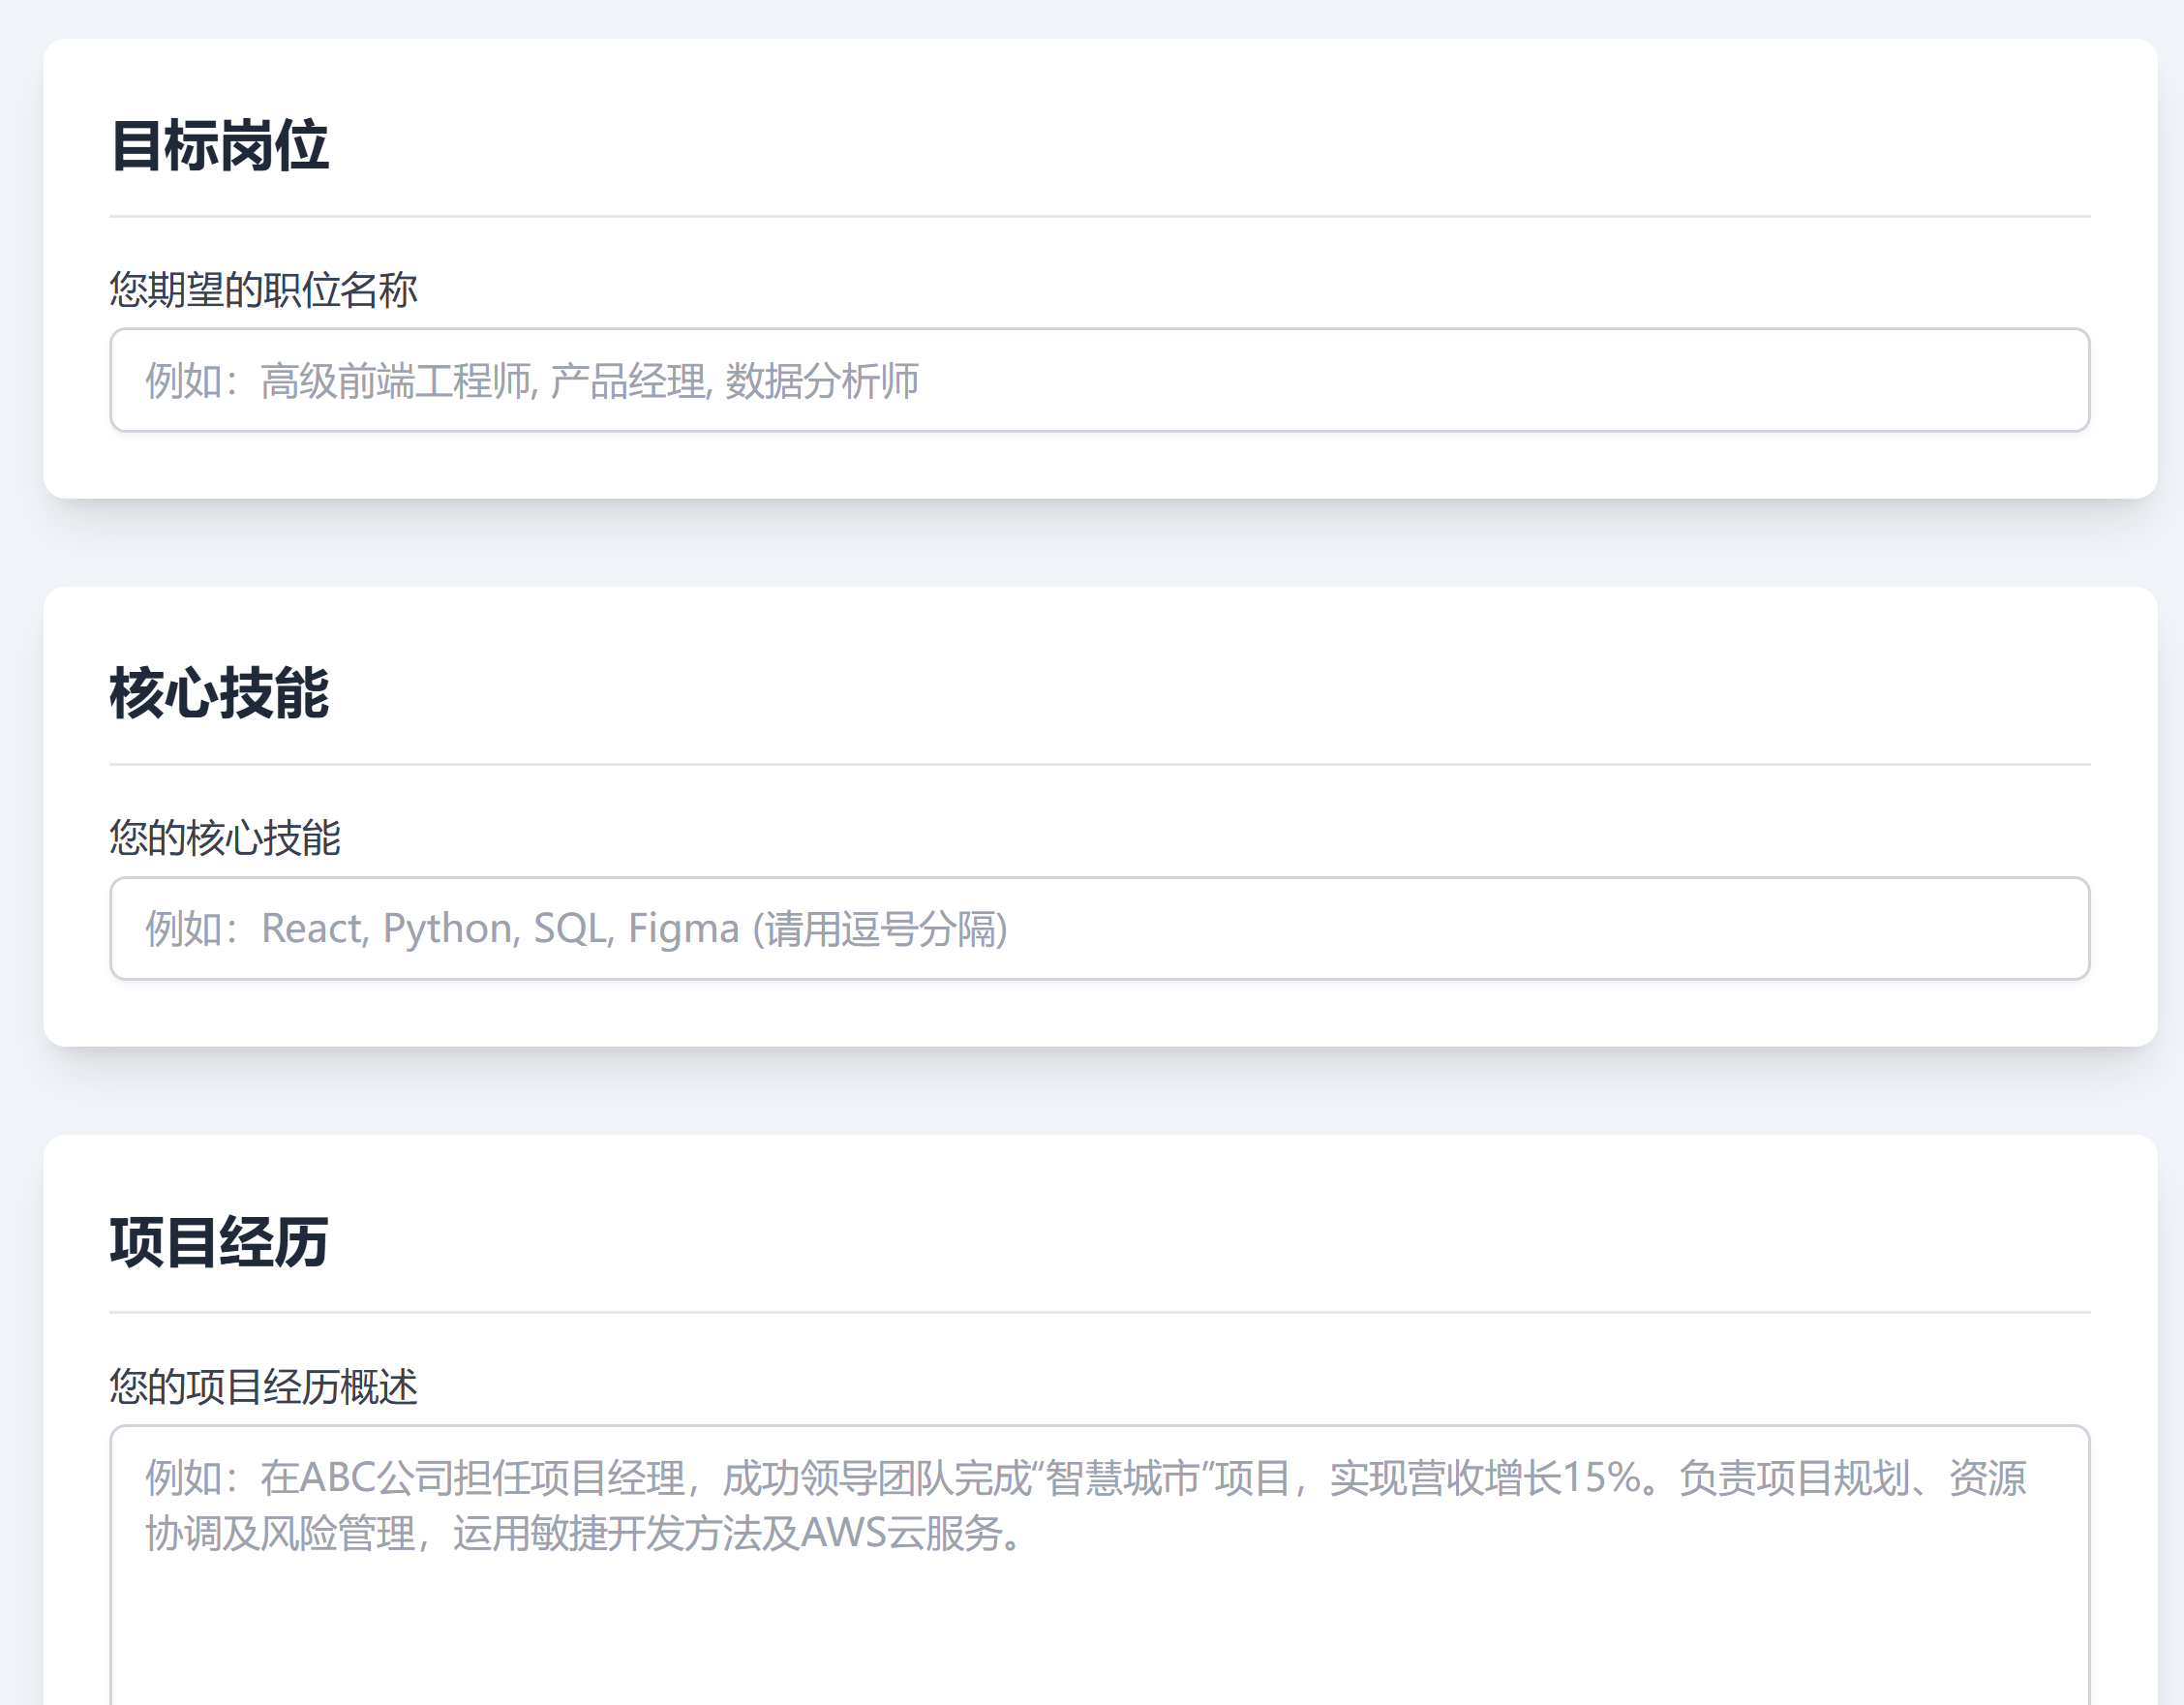 目标岗位
您期望的职位名称
例如：高级前端工程师, 产品经理, 数据分析师
核心技能
您的核心技能
例如：React, Python, SQL, Figma (请用逗号分隔)
项目经历
您的项目经历概述
例如：在ABC公司担任项目经理，成功领导团队完成“智慧城市”项目，实现营收增长15%。负责项目规划、资源
协调及风险管理，运用敏捷开发方法及AWS云服务。